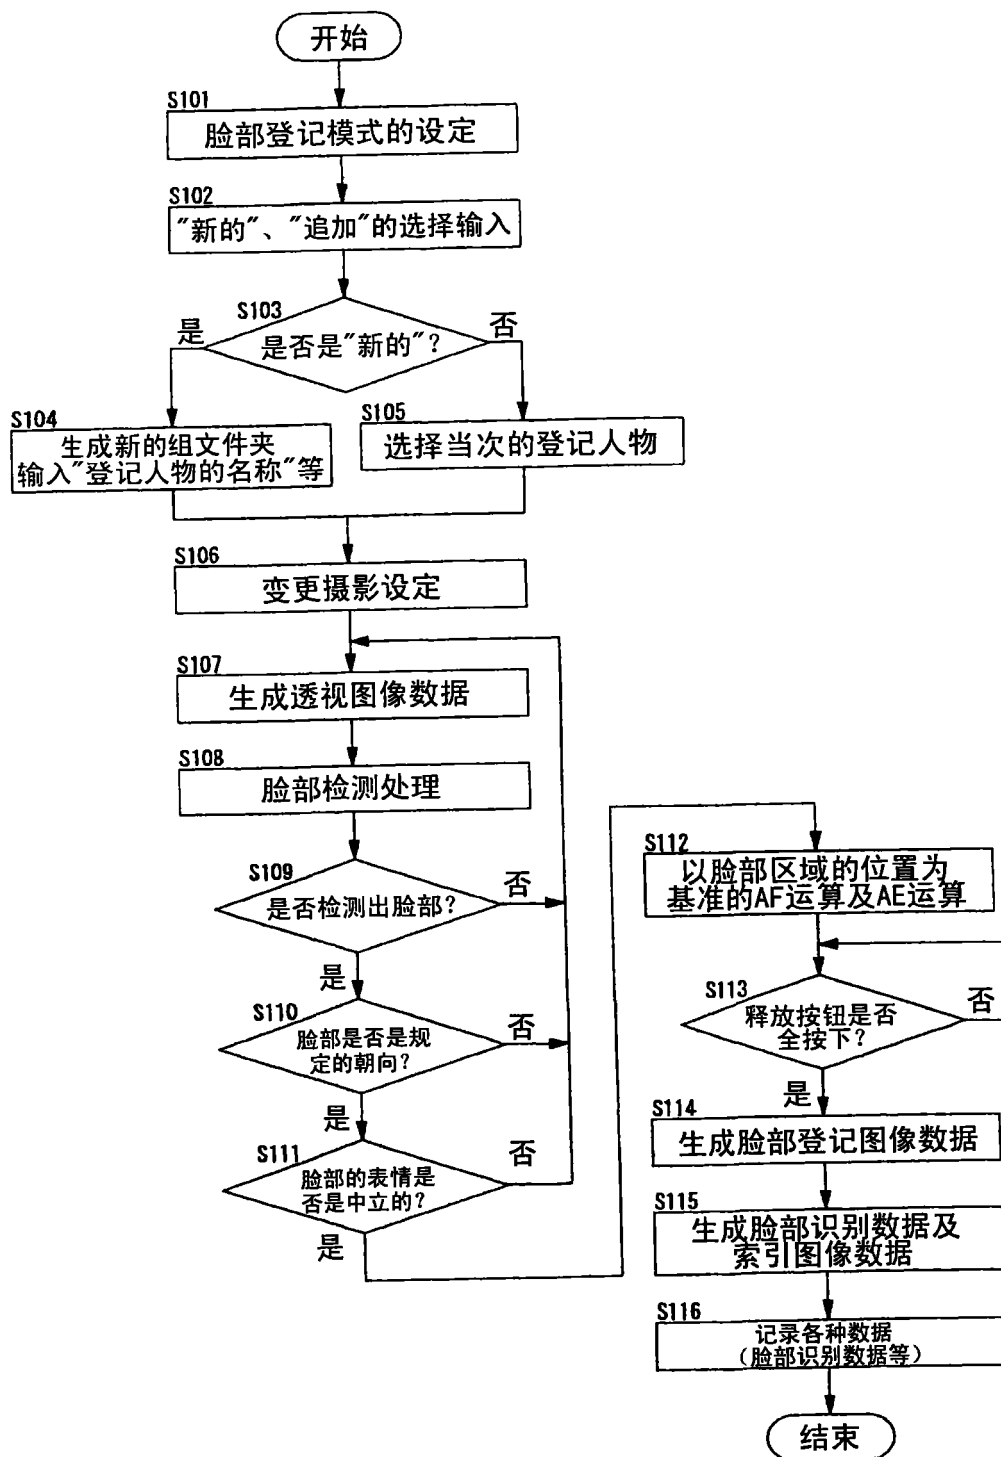 开始
S101
脸部登记模式的设定
S102
"新的"、"追加"的选择输入
S103
是否是"新的"?
是
否
S104
生成新的组文件夹
输入"登记人物的名称"等
S105
选择当次的登记人物
S106
变更摄影设定
S107
生成透视图像数据
S108
脸部检测处理
S109
是否检测出脸部?
否
是
S110
脸部是否是规
定的朝向?
否
是
S111
脸部的表情是
否是中立的?
否
是
S112
以脸部区域的位置为
基准的AF运算及AE运算
S113
释放按钮是否
全按下?
否
是
S114
生成脸部登记图像数据
S115
生成脸部识别数据及
索引图像数据
S116
记录各种数据
(脸部识别数据等)
结束